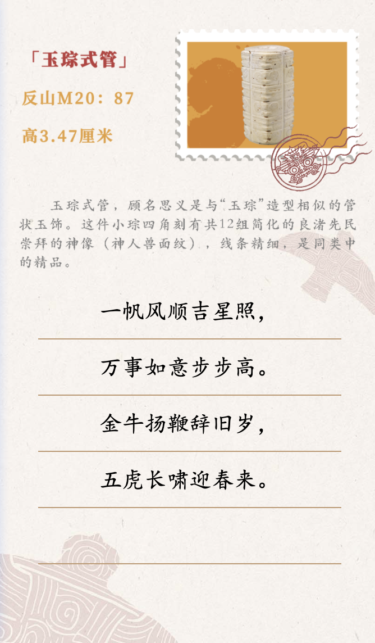 「玉琮式管」
反山M20：87
高3.47厘米
玉琮式管，顾名思义是与“玉琮”造型相似的管
状玉饰。这件小琮四角刻有共12组简化的良渚先民
崇拜的神像（神人兽面纹），线条精细，是同类中
的精品。
一帆风顺吉星照，
万事如意步步高。
金牛扬鞭辞旧岁，
五虎长啸迎春来。